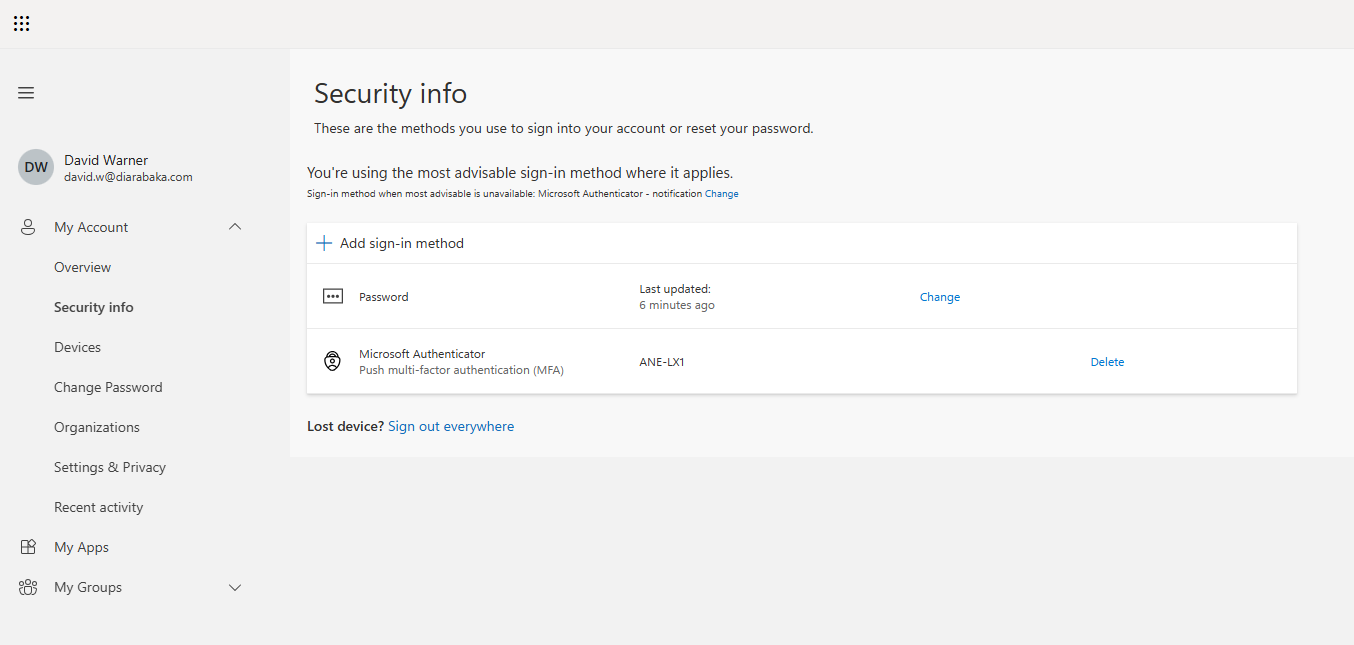 Security info
These are the methods you use to sign into your account or reset your password.
DW
David Warner
david.w@diarabaka.com
My Account
Overview
Security info
Devices
Change Password
Organizations
Settings & Privacy
Recent activity
My Apps
My Groups
You're using the most advisable sign-in method where it applies.
Sign-in method when most advisable is unavailable: Microsoft Authenticator - notification Change
Add sign-in method
Password
Last updated:
6 minutes ago
Change
Microsoft Authenticator
Push multi-factor authentication (MFA)
ANE-LX1
Delete
Lost device? Sign out everywhere